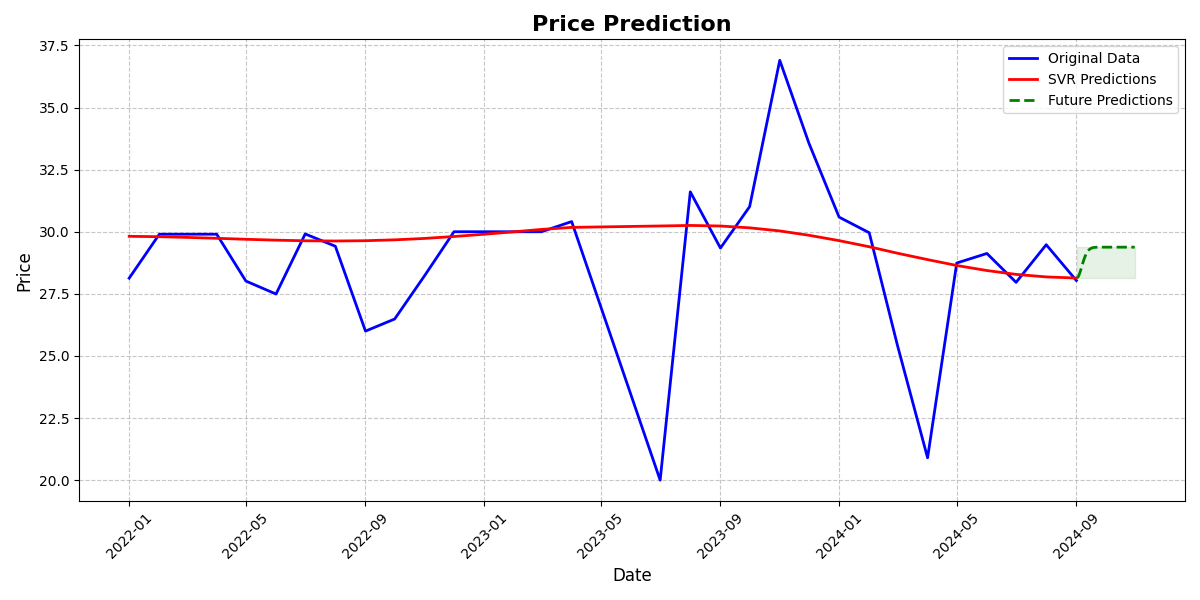 Price Prediction
Original Data
SVR Predictions
Future Predictions
Price
37.5
35.0
32.5
30.0
27.5
25.0
22.5
20.0
2022-01
2022-05
2022-09
2023-01
2023-05
2023-09
2024-01
2024-05
2024-09
Date